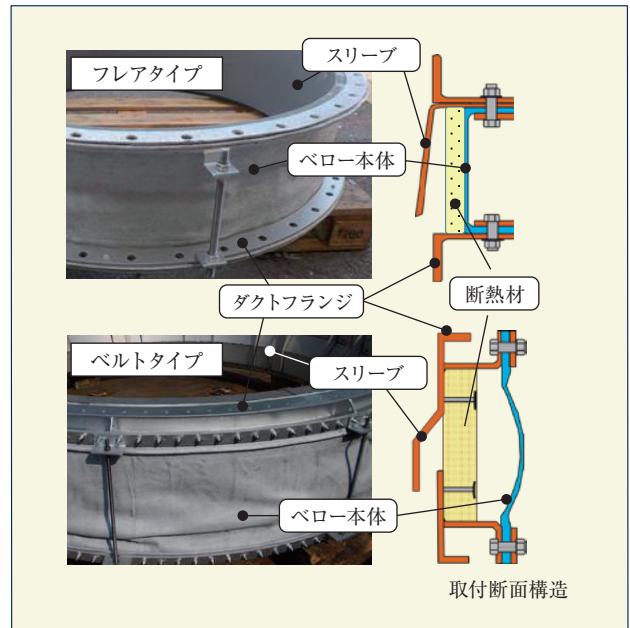 フレアタイプ
スリーブ
ベロー本体
ダクトフランジ
断熱材
ベルトタイプ
スリーブ
ベロー本体
取付断面構造